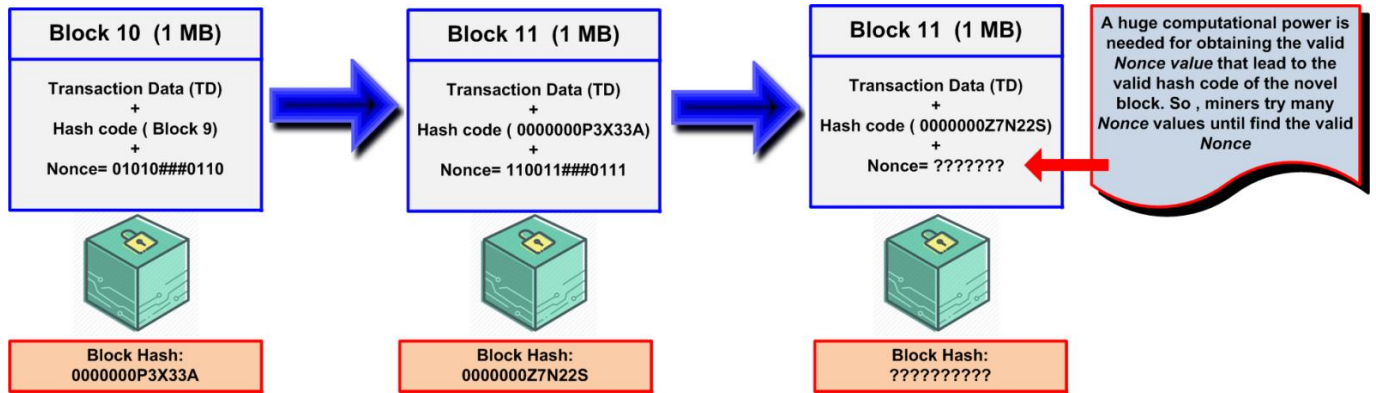 Block 10 (1 MB)
Transaction Data (TD)
+
Hash code ( Block 9)
+
Nonce= 01010###0110
Block Hash:
0000000P3X33A
Block 11 (1 MB)
Transaction Data (TD)
+
Hash code ( 0000000P3X33A)
+
Nonce= 110011###0111
Block Hash:
0000000Z7N22S
Block 11 (1 MB)
Transaction Data (TD)
+
Hash code ( 0000000Z7N22S)
+
Nonce= ???????
Block Hash:
??????????
A huge computational power is
needed for obtaining the valid
Nonce value that lead to the
valid hash code of the novel
block. So , miners try many
Nonce values until find the valid
Nonce